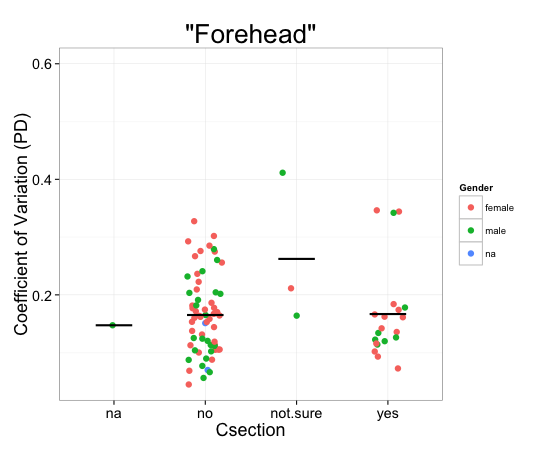 "Forehead"
0.6
0.4
0.2
Coefficient of Variation (PD)
na
no
not.sure
yes
Csection
Gender
female
male
na